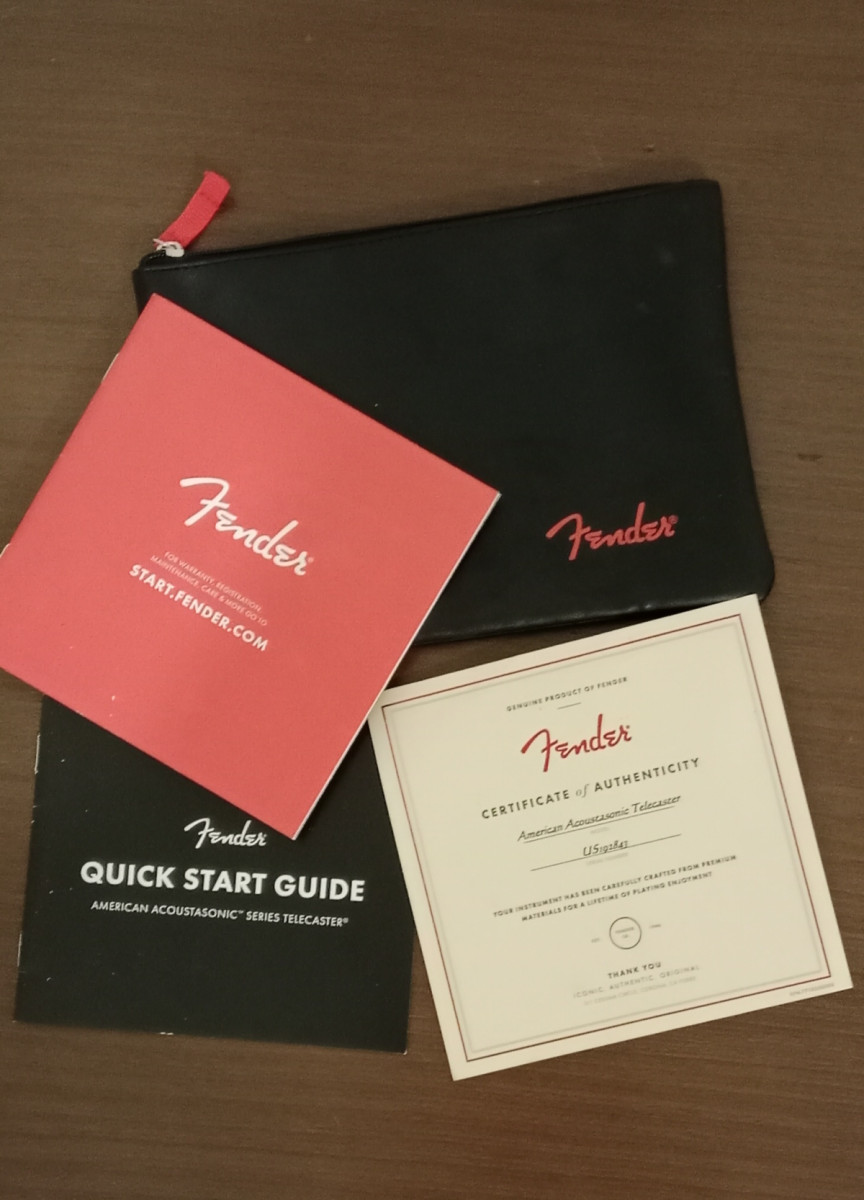 Fender®
Fender®
FOR WARRANTY, REGISTRATION,
MAINTENANCE, CARE & MORE GO TO
START.FENDER.COM
GENUINE PRODUCT OF FENDER
Fender®
CERTIFICATE of AUTHENTICITY
American Acoustasonic Telecaster
US192843
YOUR INSTRUMENT HAS BEEN CAREFULLY CRAFTED FROM PREMIUM
MATERIALS FOR A LIFETIME OF PLAYING ENJOYMENT
THANK YOU
ICONIC. AUTHENTIC. ORIGINAL
Fender®
QUICK START GUIDE
AMERICAN ACOUSTASONIC™ SERIES TELECASTER®